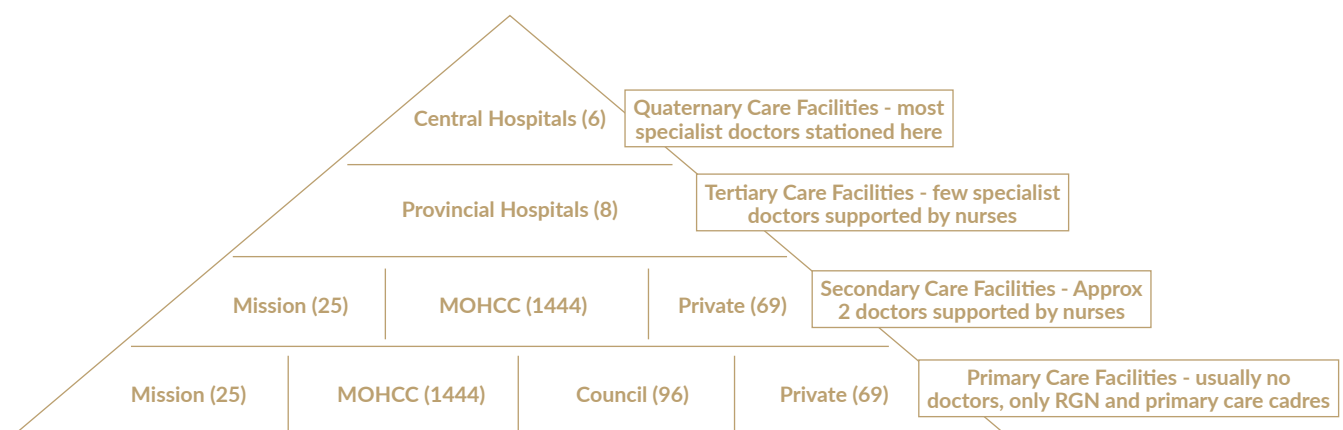 Central Hospitals (6)
Quaternary Care Facilities - most
specialist doctors stationed here
Provincial Hospitals (8)
Tertiary Care Facilities - few specialist
doctors supported by nurses
Mission (25)
MOHCC (1444)
Private (69)
Secondary Care Facilities - Approx
2 doctors supported by nurses
Mission (25)
MOHCC (1444)
Council (96)
Private (69)
Primary Care Facilities - usually no
doctors, only RGN and primary care cadres